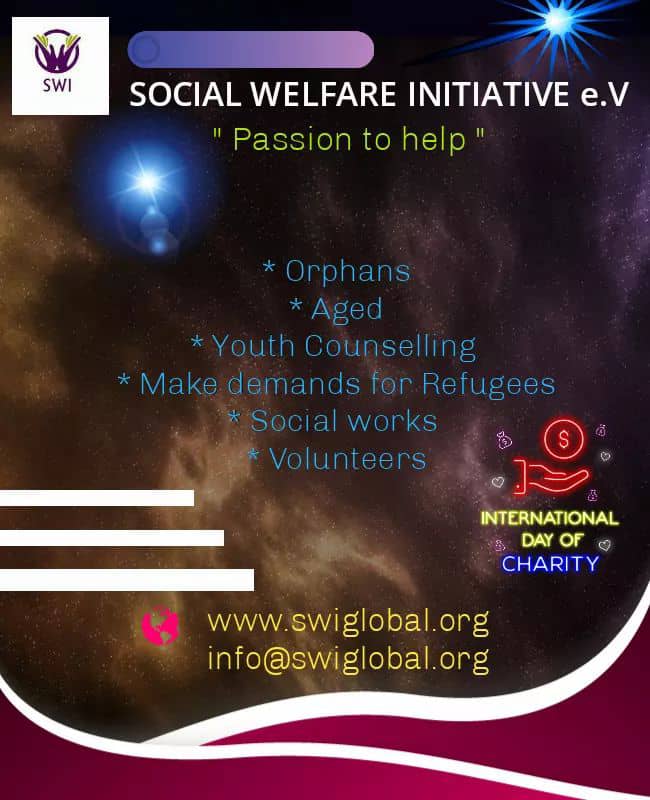 SWI
SOCIAL WELFARE INITIATIVE e.V
" Passion to help "
* Orphans
* Aged
* Youth Counselling
* Make demands for Refugees
* Social works
* Volunteers
$
INTERNATIONAL
DAY OF
CHARITY
www.swiglobal.org
info@swiglobal.org